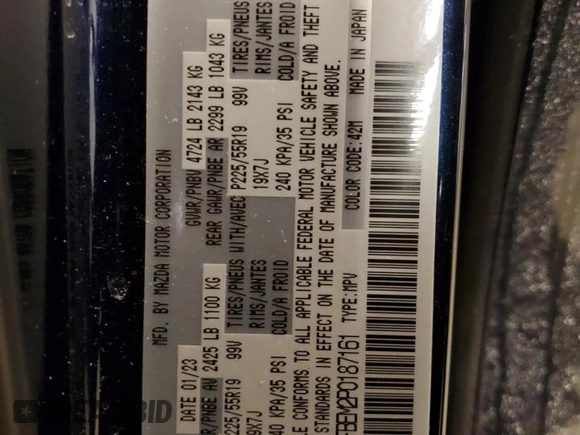 MFD. BY MAZDA MOTOR CORPORATION
DATE 01/23 GVWR/PNBV 4724 LB 2143 KG
AV 2425 LB 1100 KG REAR GAWR/PNBE AR 2299 LB 1043 KG
P225/55R19 99V TIRES/PNEUS WITH/AVEC P225/55R19 99V TIRES/PNEUS
19X7J RIMS/JANTES 19X7J RIMS/JANTES
240 KPA/35 PSI COLD/A FROID 240 KPA/35 PSI COLD/A FROID
CONFORMS TO ALL APPLICABLE FEDERAL MOTOR VEHICLE SAFETY AND THEFT
STANDARDS IN EFFECT ON THE DATE OF MANUFACTURE SHOWN ABOVE.
BEM2P0187161 TYPE:MPV COLOR CODE:42M MADE IN JAPAN